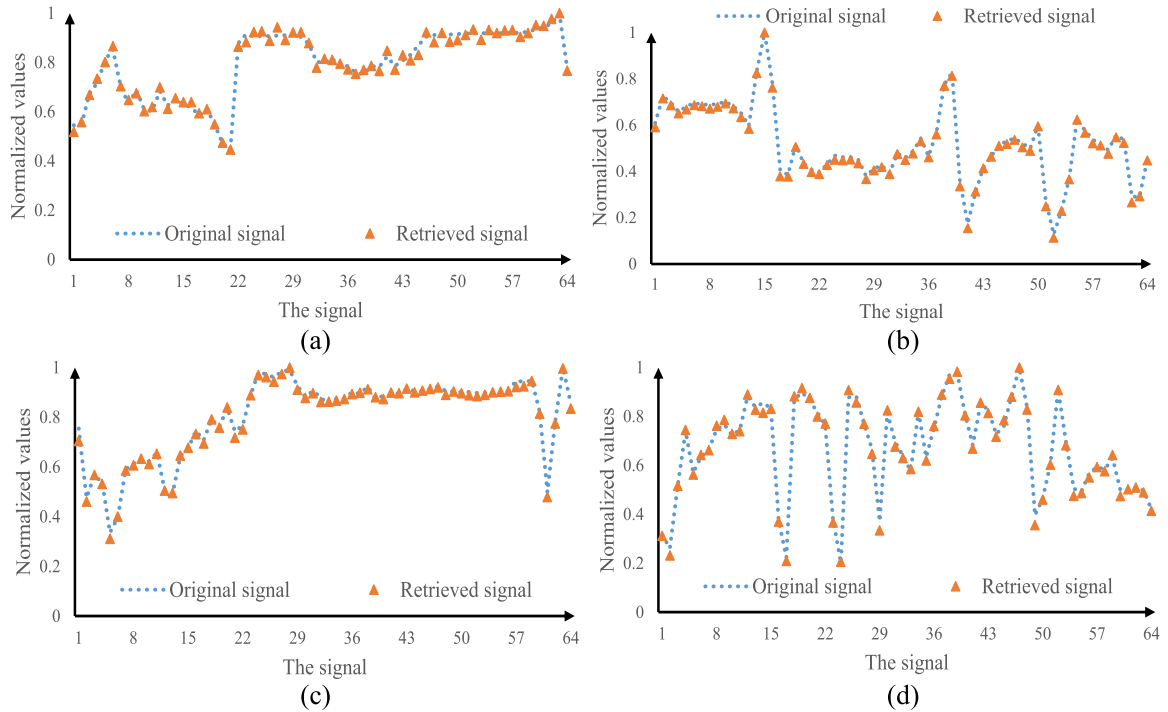 1
0.8
0.6
0.4
0.2
0
Normalized values
Original signal Retrieved signal
1 8 15 22 29 36 43 50 57 64
The signal
(a)
Original signal Retrieved signal
1
0.8
0.6
0.4
0.2
0
Normalized values
1 8 15 22 29 36 43 50 57 64
The signal
(b)
1
0.8
0.6
0.4
0.2
0
Normalized values
Original signal Retrieved signal
1 8 15 22 29 36 43 50 57 64
The signal
(c)
1
0.8
0.6
0.4
0.2
0
Normalized values
Original signal Retrieved signal
1 8 15 22 29 36 43 50 57 64
The signal
(d)